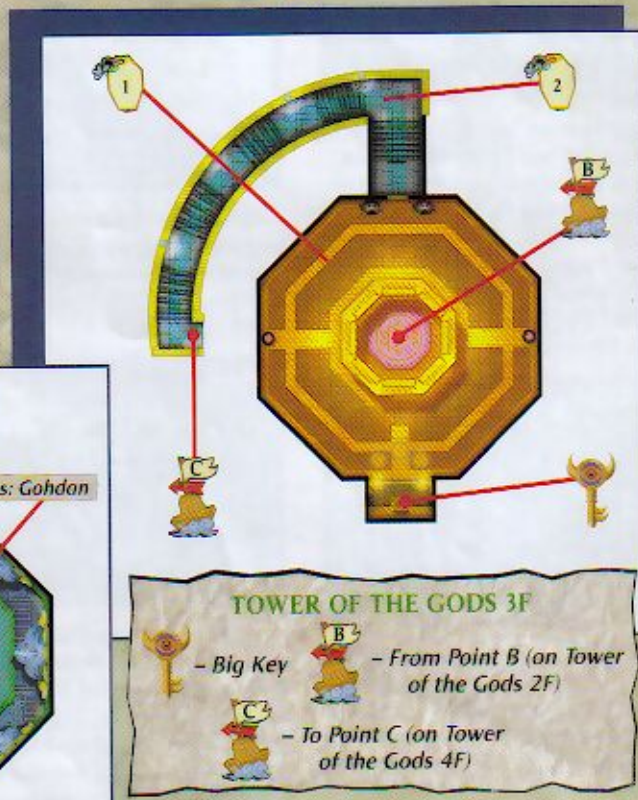 1
2
B
C
s: Gohdan
TOWER OF THE GODS 3F
– Big Key
B
– From Point B (on Tower
of the Gods 2F)
C
– To Point C (on Tower
of the Gods 4F)